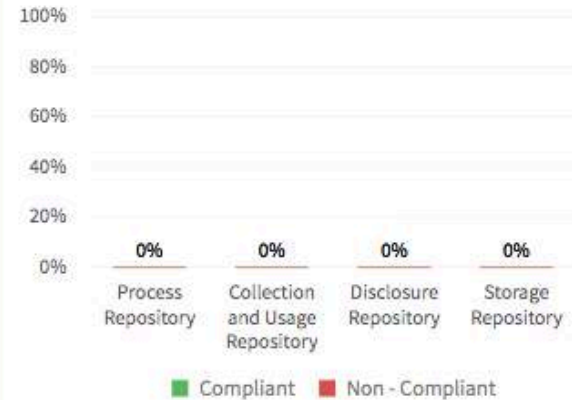 100%
80%
60%
40%
20%
0% 0% 0% 0%
0%
Process Collection Disclosure Storage
Repository and Usage Repository Repository
Repository
Compliant Non - Compliant